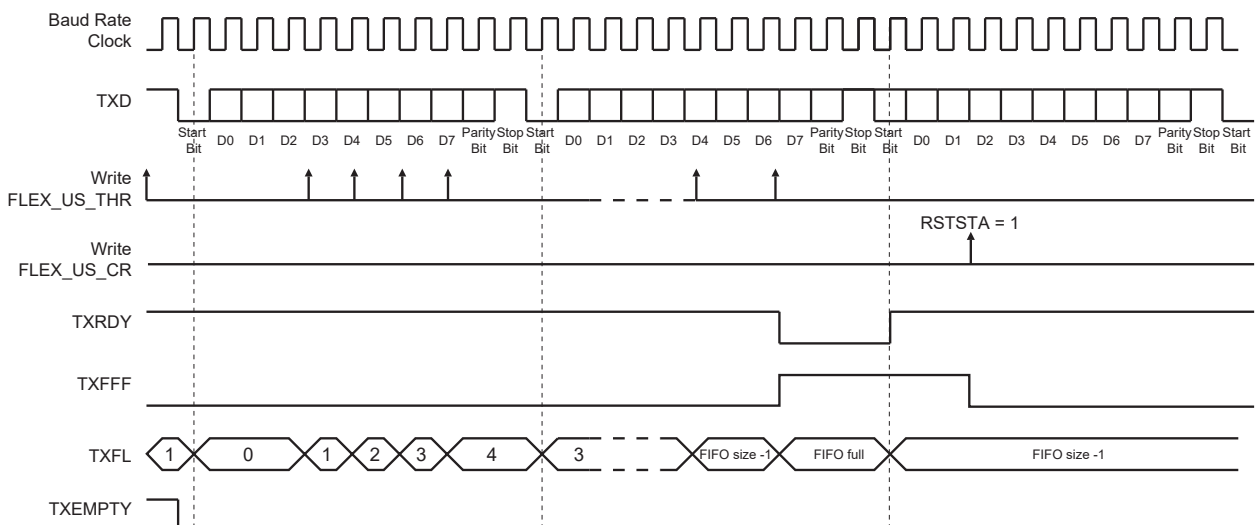 Baud Rate
Clock
TXD
Start
Bit
D0 D1 D2 D3 D4 D5 D6 D7
Parity
Bit
Stop
Bit
Start
Bit
D0 D1 D2 D3 D4 D5 D6 D7
Parity
Bit
Stop
Bit
Start
Bit
D0 D1 D2 D3 D4 D5 D6 D7
Parity
Bit
Stop
Bit
Start
Bit
Write
FLEX_US_THR
RSTSTA = 1
Write
FLEX_US_CR
TXRDY
TXFFF
TXFL
1 0 1 2 3 4 3 FIFO size -1 FIFO full FIFO size -1
TXEMPTY